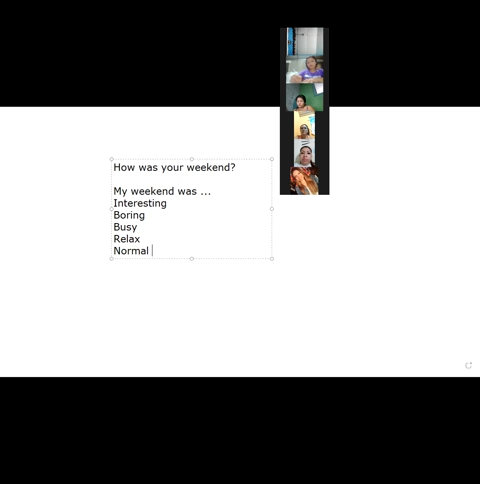 How was your weekend?
My weekend was ...
Interesting
Boring
Busy
Relax
Normal